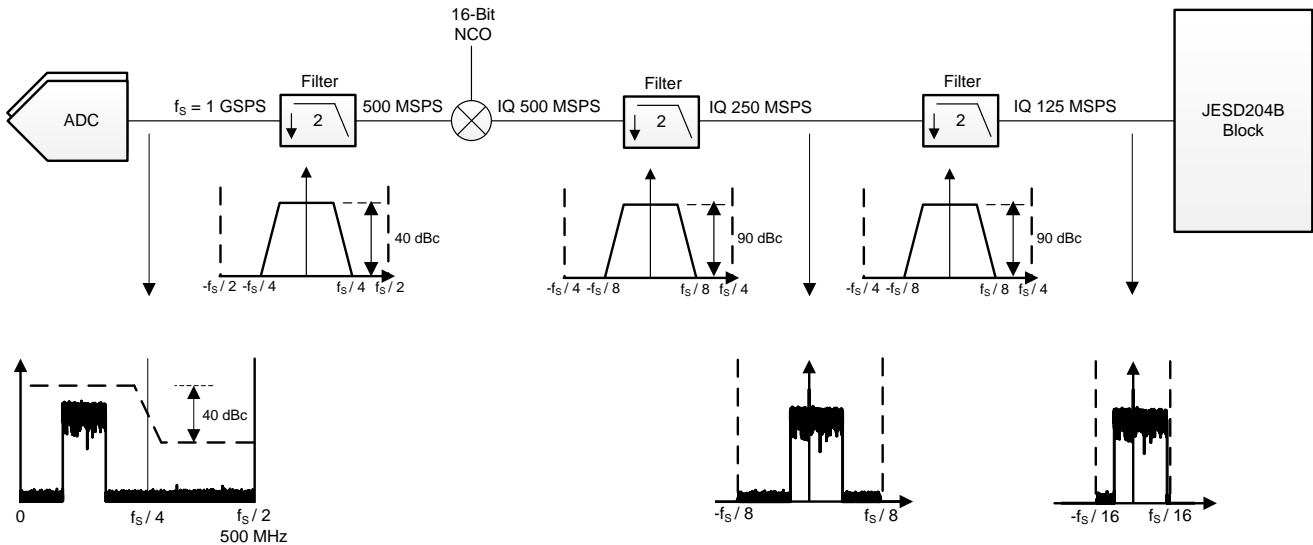 16-Bit
NCO
Filter
Filter
Filter
ADC
fS = 1 GSPS
2
500 MSPS
IQ 500 MSPS
2
IQ 250 MSPS
2
IQ 125 MSPS
JESD204B
Block
40 dBc
90 dBc
90 dBc
-fS / 2
-fS / 4
fS / 4
fS / 2
-fS / 4
-fS / 8
fS / 8
fS / 4
-fS / 4
-fS / 8
fS / 8
fS / 4
40 dBc
0
fS / 4
fS / 2
500 MHz
-fS / 8
fS / 8
-fS / 16
fS / 16